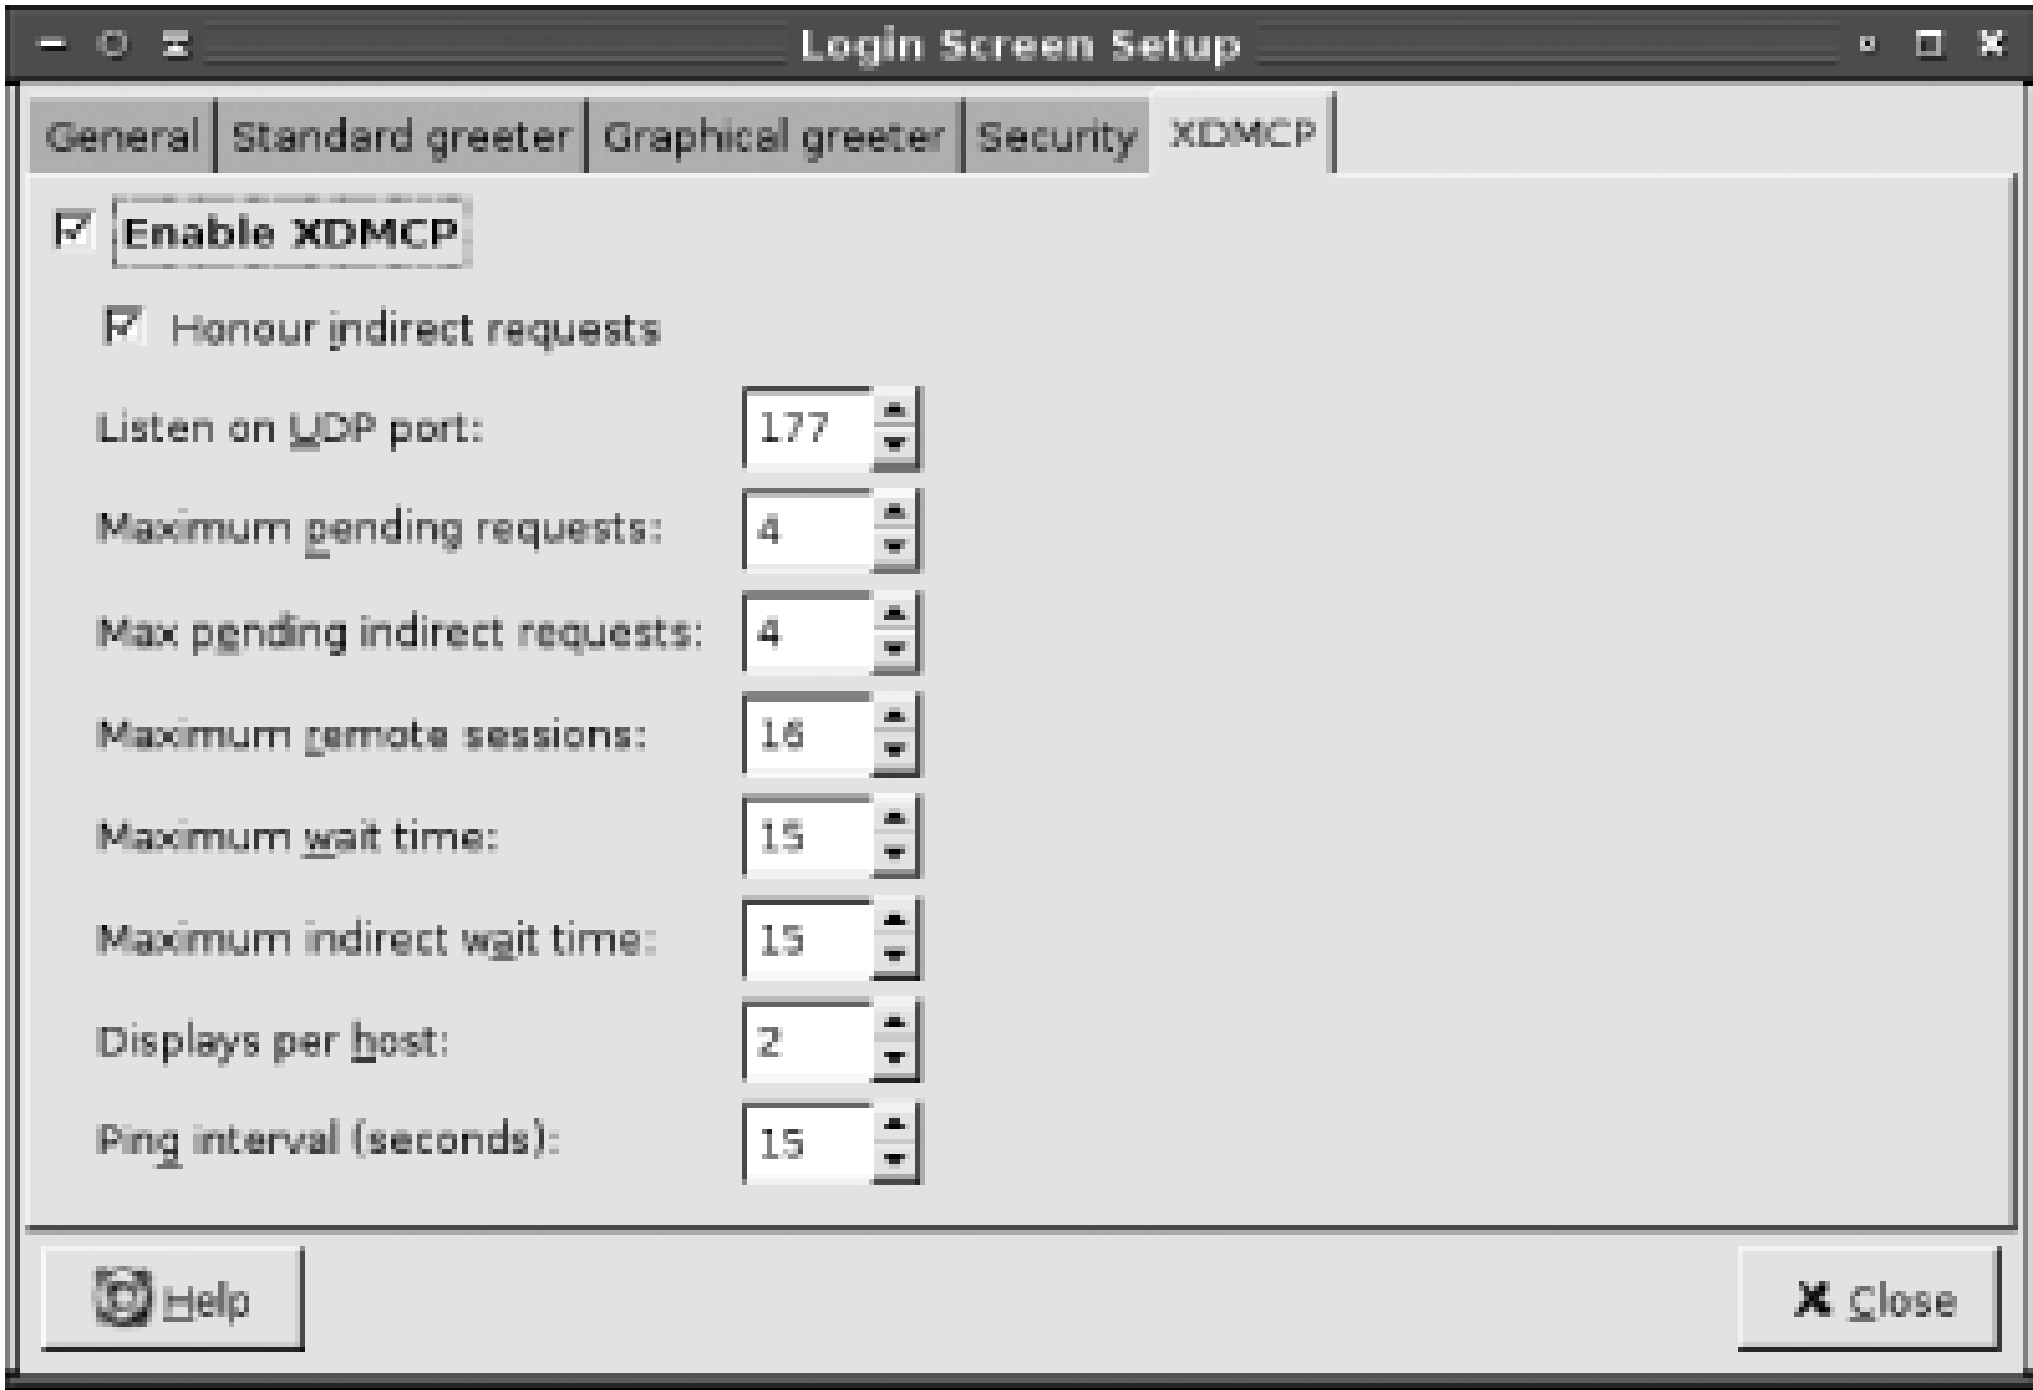 Login Screen Setup
General Standard greeter Graphical greeter Security XDMCP
Enable XDMCP
Honour indirect requests
Listen on UDP port: 177
Maximum pending requests: 4
Max pending indirect requests: 4
Maximum remote sessions: 16
Maximum wait time: 15
Maximum indirect wait time: 15
Displays per host: 2
Ping interval (seconds): 15
Help Close